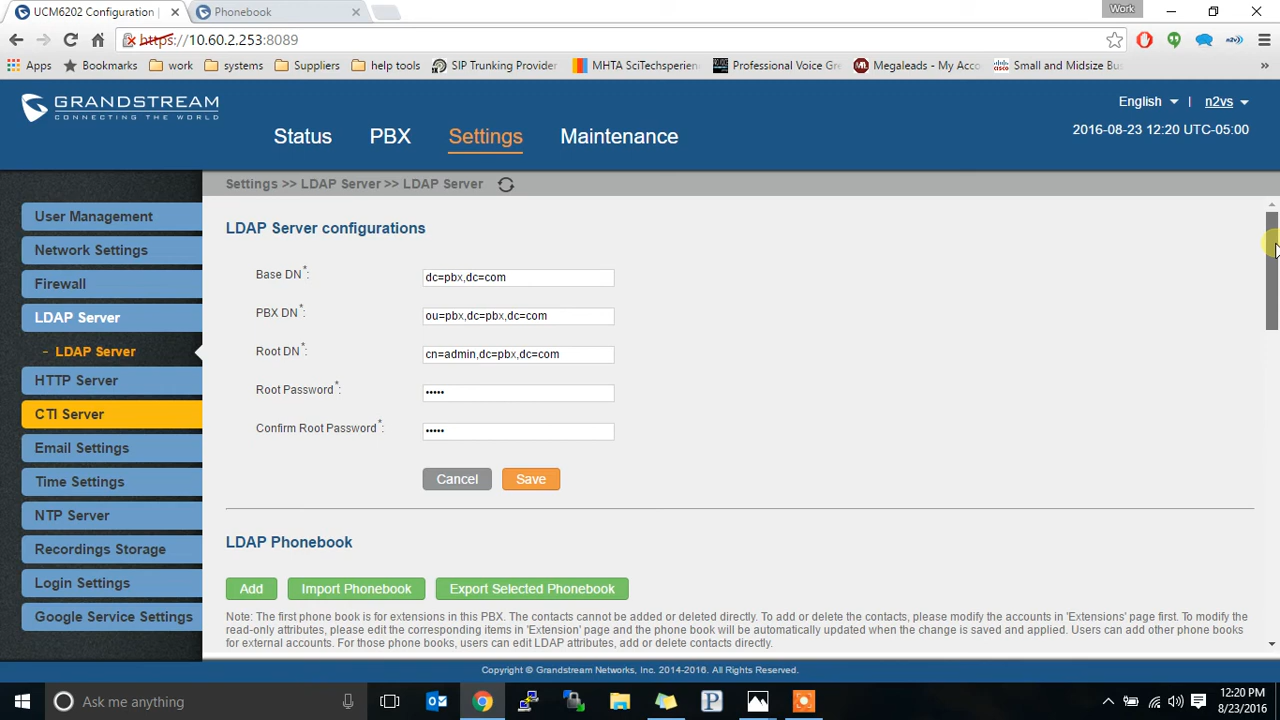 UCM6202 Configuration
Phonebook
Work
https://10.60.2.253:8089
Apps
Bookmarks
work
systems
Suppliers
help tools
SIP Trunking Provider
MHTA SciTechsperien
Professional Voice Gre
Megaleads - My Acco
Small and Midsize Bus
»
GRANDSTREAM
CONNECTING THE WORLD
Status
PBX
Settings
Maintenance
English | n2vs
2016-08-23 12:20 UTC-05:00
Settings >> LDAP Server >> LDAP Server
User Management
Network Settings
Firewall
LDAP Server
- LDAP Server
HTTP Server
CTI Server
Email Settings
Time Settings
NTP Server
Recordings Storage
Login Settings
Google Service Settings
LDAP Server configurations
Base DN*: dc=pbx,dc=com
PBX DN*: ou=pbx,dc=pbx,dc=com
Root DN*: cn=admin,dc=pbx,dc=com
Root Password*: •••••
Confirm Root Password*: •••••
Cancel
Save
LDAP Phonebook
Add
Import Phonebook
Export Selected Phonebook
Note: The first phone book is for extensions in this PBX. The contacts cannot be added or deleted directly. To add or delete the contacts, please modify the accounts in 'Extensions' page first. To modify the
read-only attributes, please edit the corresponding items in 'Extension' page and the phone book will be automatically updated when the change is saved and applied. Users can add other phone books
for external accounts. For those phone books, users can edit LDAP attributes, add or delete contacts directly.
Copyright © Grandstream Networks, Inc. 2014-2016. All Rights Reserved.
Ask me anything
12:20 PM
8/23/2016